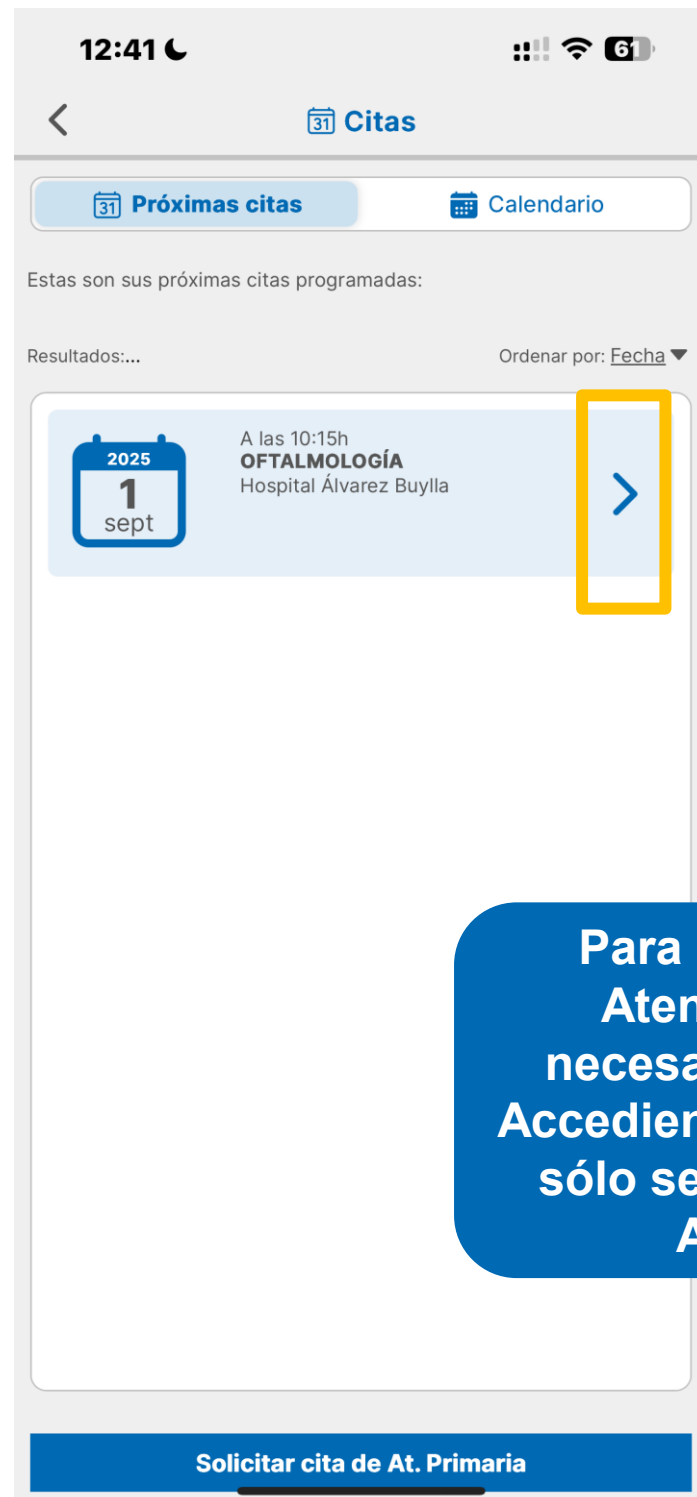 12:41
61
31 Citas
31 Próximas citas
Calendario
Estas son sus próximas citas programadas:
Resultados:...
Ordenar por: Fecha
2025
1
sept
A las 10:15h
OFTALMOLOGÍA
Hospital Álvarez Buylla
Para
Aten
necesa
Accedien
sólo se
A
Solicitar cita de At. Primaria